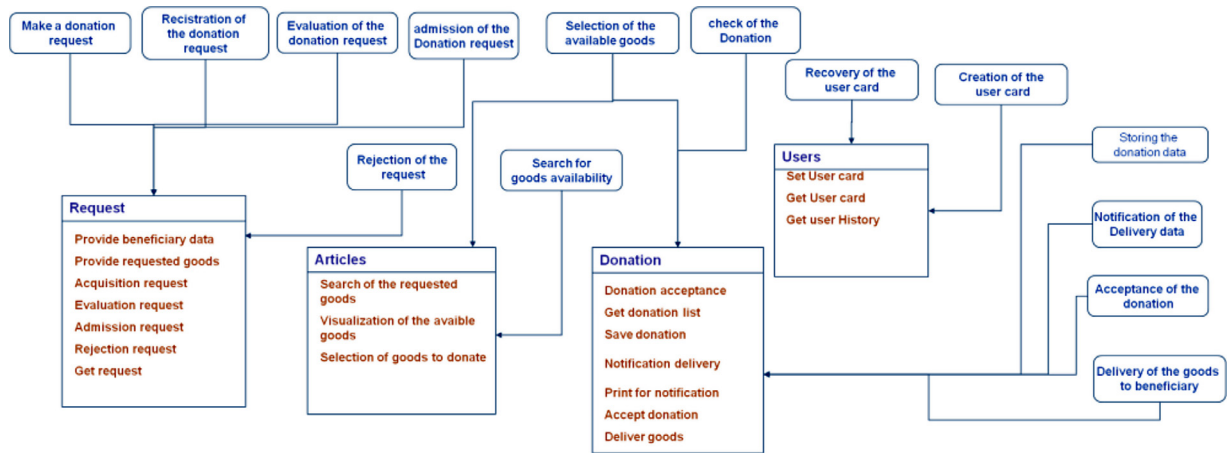 Make a donation
request
Recistration of
the donation
request
Evaluation of the
donation request
admission of the
Donation request
Selection of the
available goods
check of the
Donation
Recovery of the
user card
Creation of the
user card
Storing the
donation data
Rejection of the
request
Search for
goods availability
Users
Set User card
Get User card
Get user History
Notification of the
Delivery data
Request
Provide beneficiary data
Provide requested goods
Acquisition request
Evaluation request
Admission request
Rejection request
Get request
Articles
Search of the requested
goods
Visualization of the avaible
goods
Selection of goods to donate
Donation
Donation acceptance
Get donation list
Save donation
Notification delivery
Print for notification
Accept donation
Deliver goods
Acceptance of the
donation
Delivery of the goods
to beneficiary